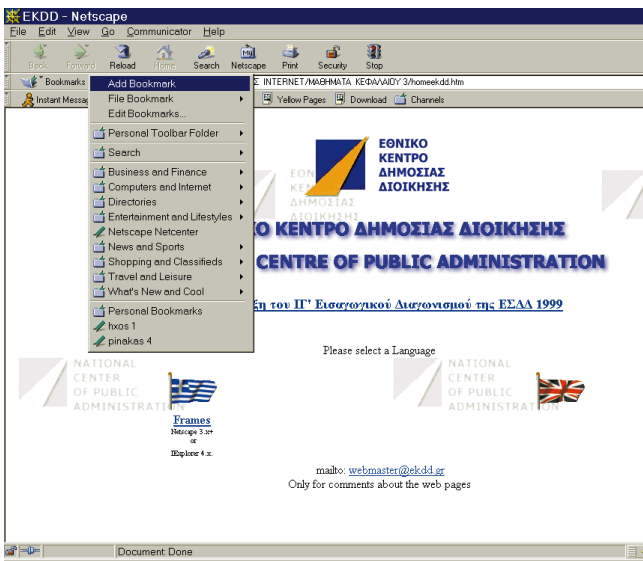 EKDD - Netscape
File Edit View Go Communicator Help
Back Forward Reload Home Search Netscape Print Security Stop
Bookmarks Σ INTERNET/ΜΑΘΗΜΑΤΑ ΚΕΦΑΛΑΙΟΥ 3/homeekdd.htm
Instant Messag Yellow Pages Download Channels
Add Bookmark
File Bookmark
Edit Bookmarks...
Personal Toolbar Folder
Search
Business and Finance
Computers and Internet
Directories
Entertainment and Lifestyles
Netscape Netcenter
News and Sports
Shopping and Classifieds
Travel and Leisure
What's New and Cool
Personal Bookmarks
hxos 1
pinakas 4
ΕΘΝΙΚΟ
ΚΕΝΤΡΟ
ΔΗΜΟΣΙΑΣ
ΔΙΟΙΚΗΣΗΣ
ΕΘΝ
ΚΕΝ
ΔΗΜΟΣΙΑΣ
ΔΙΟΙΚΗΣΗΣ
Ο ΚΕΝΤΡΟ ΔΗΜΟΣΙΑΣ ΔΙΟΙΚΗΣΗΣ
CENTRE OF PUBLIC ADMINISTRATION
ξη του ΙΓ' Εισαγωγικού Διαγωνισμού της ΕΣΔΔ 1999
Please select a Language
NATIONAL
CENTER
OF PUBLIC
ADMINISTRATION
NATIONAL
CENTER
OF PUBLIC
ADMINISTRATION
Frames
Netscape 3.x+
or
IExplorer 4.x.
mailto: webmaster@ekdd.gr
Only for comments about the web pages
Document: Done